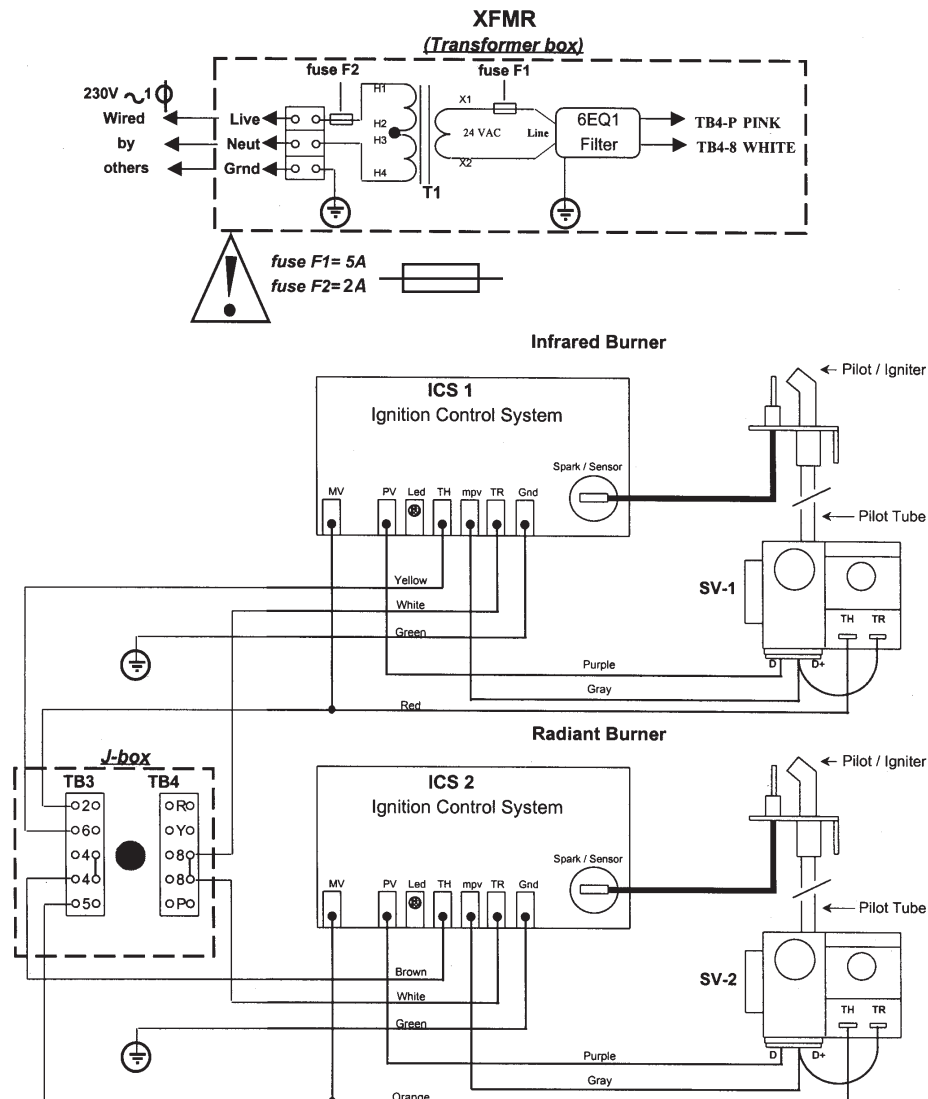 XFMR
(Transformer box)
fuse F2
fuse F1
230V ~1 ϕ
Wired
by
others
Live
Neut
Grnd
H1
H2
H3
H4
T1
X1
24 VAC
Line
X2
6EQ1
Filter
TB4-P PINK
TB4-8 WHITE
!
fuse F1= 5A
fuse F2= 2A
Infrared Burner
ICS 1
Ignition Control System
Spark / Sensor
MV PV Led TH mpv TR Gnd
Pilot / Igniter
Pilot Tube
SV-1
TH TR
D D+
Yellow
White
Green
Purple
Gray
Red
Radiant Burner
J-box
TB3 TB4
2 R
6 Y
4 8
4 8
5 P
ICS 2
Ignition Control System
Spark / Sensor
MV PV Led TH mpv TR Gnd
Pilot / Igniter
Pilot Tube
SV-2
TH TR
D D+
Brown
White
Green
Purple
Gray
Orange